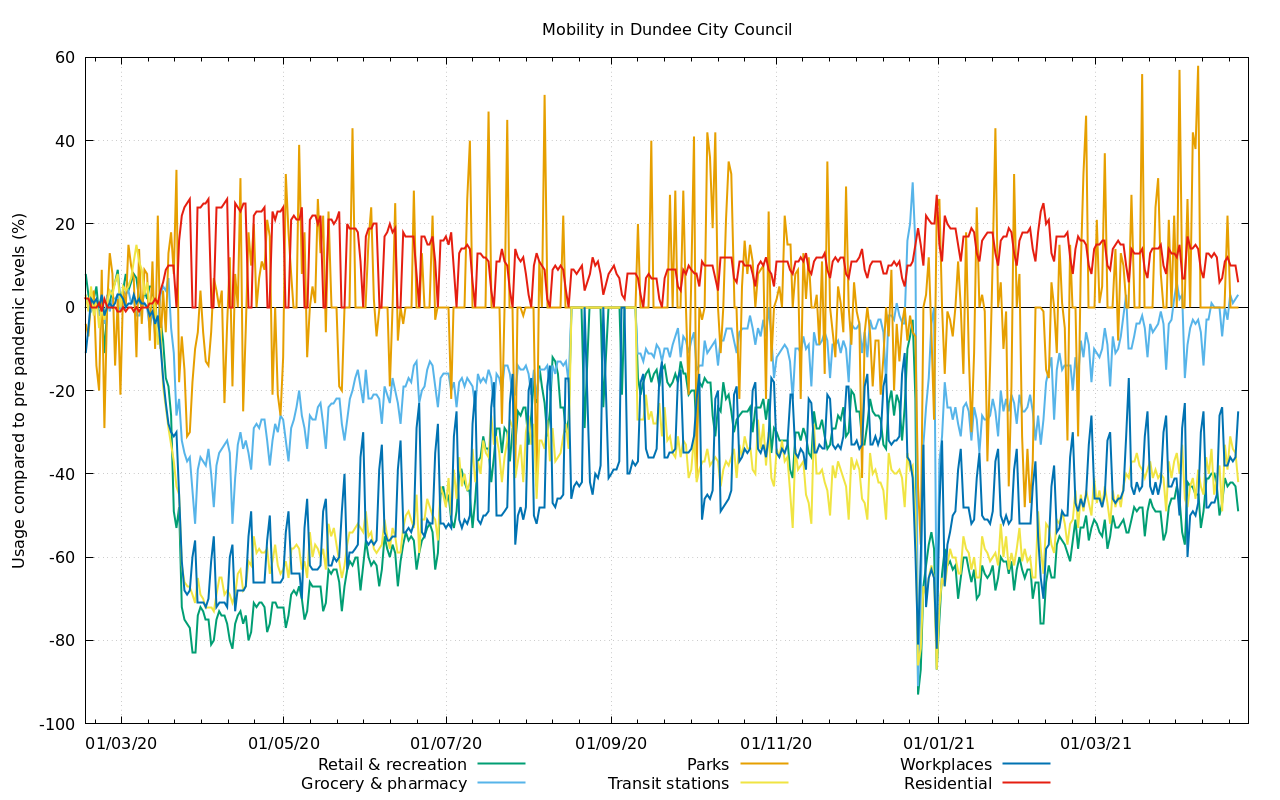 Mobility in Dundee City Council
Usage compared to pre pandemic levels (%)
60
40
20
0
-20
-40
-60
-80
-100
01/03/20 01/05/20 01/07/20 01/09/20 01/11/20 01/01/21 01/03/21
Retail & recreation Parks Workplaces
Grocery & pharmacy Transit stations Residential